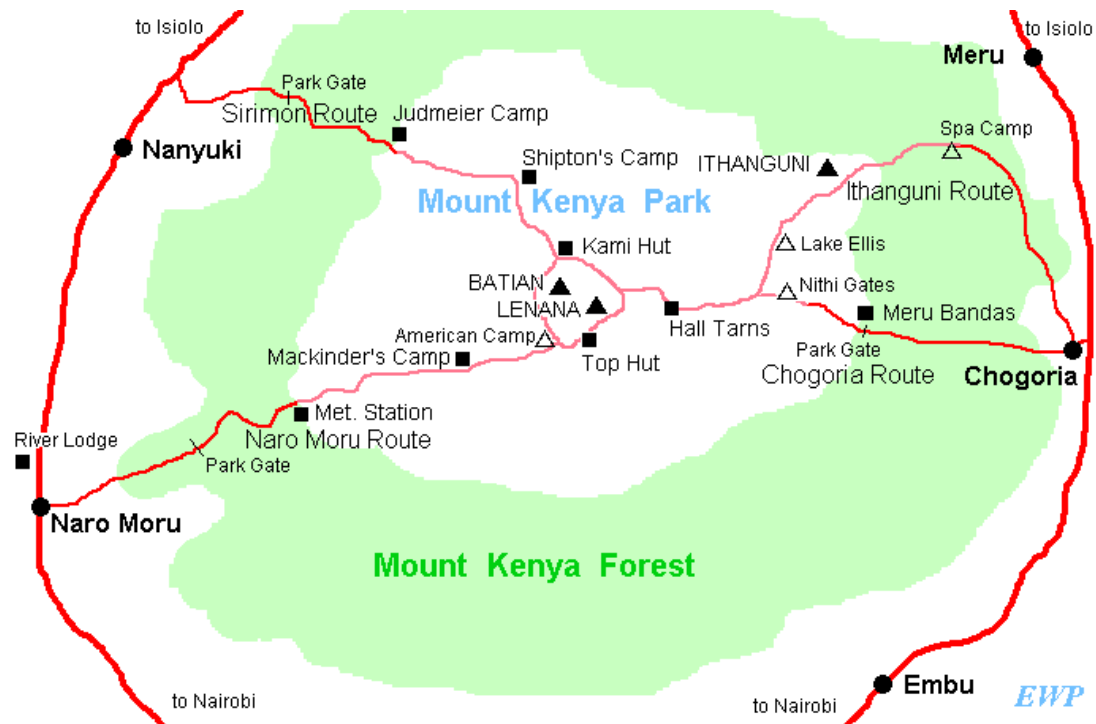 to Isiolo
to Isiolo
Meru
Park Gate
Sirimon Route
Judmeier Camp
Spa Camp
Nanyuki
Shipton's Camp
ITHANGUNI
Ithanguni Route
Mount Kenya Park
Kami Hut
Lake Ellis
BATIAN
Nithi Gates
LENANA
Hall Tarns
Meru Bandas
American Camp
Park Gate
Mackinder's Camp
Top Hut
Chogoria Route
Chogoria
Met. Station
River Lodge
Naro Moru Route
Park Gate
Naro Moru
Mount Kenya Forest
Embu
to Nairobi
to Nairobi
EWP